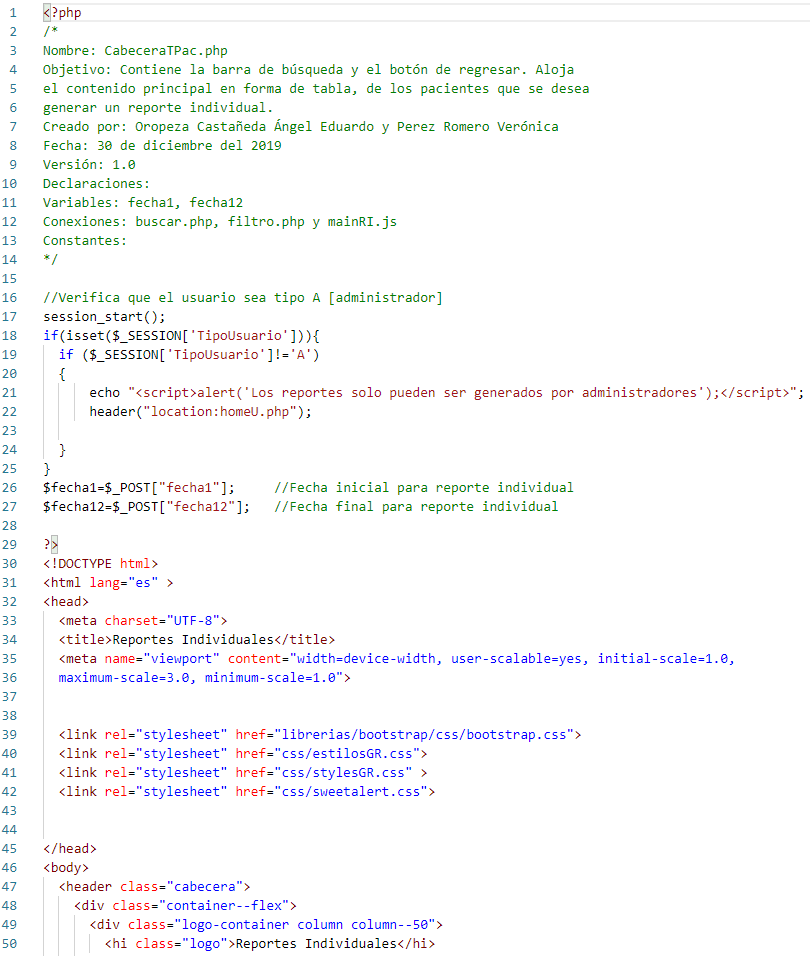 1 <?php
2 /*
3 Nombre: CabeceraTPac.php
4 Objetivo: Contiene la barra de búsqueda y el botón de regresar. Aloja
5 el contenido principal en forma de tabla, de los pacientes que se desea
6 generar un reporte individual.
7 Creado por: Oropeza Castañeda Ángel Eduardo y Perez Romero Verónica
8 Fecha: 30 de diciembre del 2019
9 Versión: 1.0
10 Declaraciones:
11 Variables: fecha1, fecha12
12 Conexiones: buscar.php, filtro.php y mainRI.js
13 Constantes:
14 */
15
16 //Verifica que el usuario sea tipo A [administrador]
17 session_start();
18 if(isset($_SESSION['TipoUsuario'])){
19 if ($_SESSION['TipoUsuario']!='A')
20 {
21 echo "<script>alert('Los reportes solo pueden ser generados por administradores');</script>";
22 header("location:homeU.php");
23
24 }
25 }
26 $fecha1=$_POST["fecha1"]; //Fecha inicial para reporte individual
27 $fecha12=$_POST["fecha12"]; //Fecha final para reporte individual
28
29 ?>
30 <!DOCTYPE html>
31 <html lang="es" >
32 <head>
33 <meta charset="UTF-8">
34 <title>Reportes Individuales</title>
35 <meta name="viewport" content="width=device-width, user-scalable=yes, initial-scale=1.0,
36 maximum-scale=3.0, minimum-scale=1.0">
37
38
39 <link rel="stylesheet" href="librerias/bootstrap/css/bootstrap.css">
40 <link rel="stylesheet" href="css/estilosGR.css">
41 <link rel="stylesheet" href="css/stylesGR.css" >
42 <link rel="stylesheet" href="css/sweetalert.css">
43
44
45 </head>
46 <body>
47 <header class="cabecera">
48 <div class="container--flex">
49 <div class="logo-container column column--50">
50 <hi class="logo">Reportes Individuales</hi>